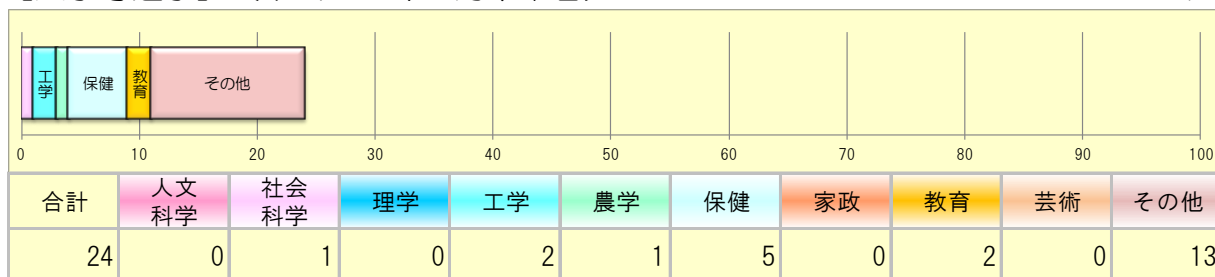 工学 保健 教育 その他
0 10 20 30 40 50 60 70 80 90 100
合計 人文科学 社会科学 理学 工学 農学 保健 家政 教育 芸術 その他
24 0 1 0 2 1 5 0 2 0 13